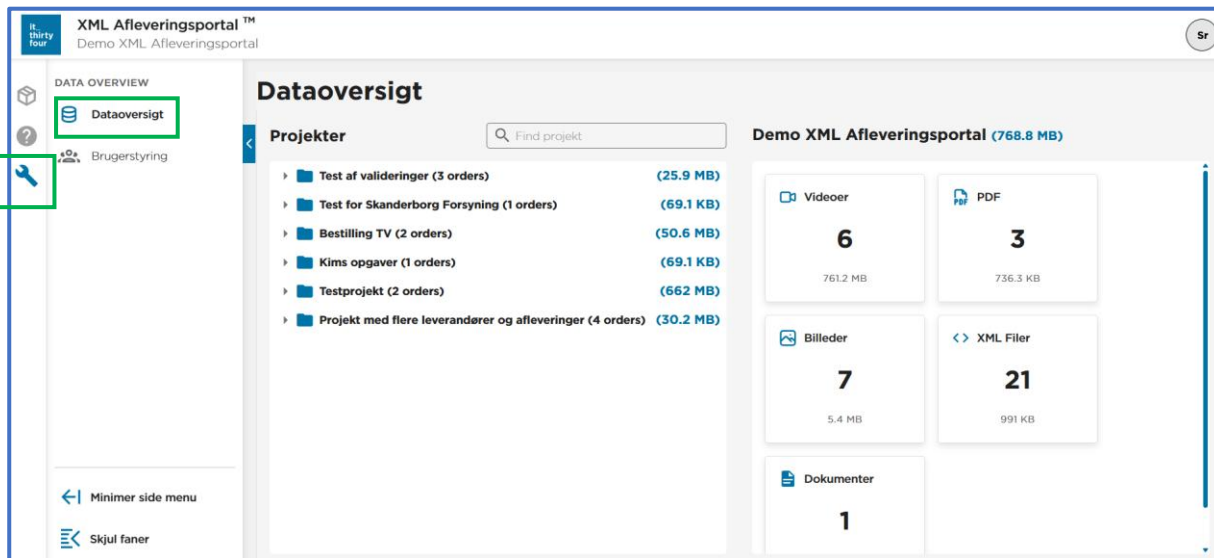 it_
thirty
four
XML Afleveringsportal ™
Demo XML Afleveringsportal
Sr
DATA OVERVIEW
Dataoversigt
Brugerstyring
Minimer side menu
Skjul faner
Dataoversigt
Projekter
Find projekt
Test af valideringer (3 orders) (25.9 MB)
Test for Skanderborg Forsyning (1 orders) (69.1 KB)
Bestilling TV (2 orders) (50.6 MB)
Kims opgaver (1 orders) (69.1 KB)
Testprojekt (2 orders) (662 MB)
Projekt med flere leverandører og afleveringer (4 orders) (30.2 MB)
Demo XML Afleveringsportal (768.8 MB)
Videoer
6
761.2 MB
PDF
PDF
3
736.3 KB
Billeder
7
5.4 MB
XML Filer
21
991 KB
Dokumenter
1